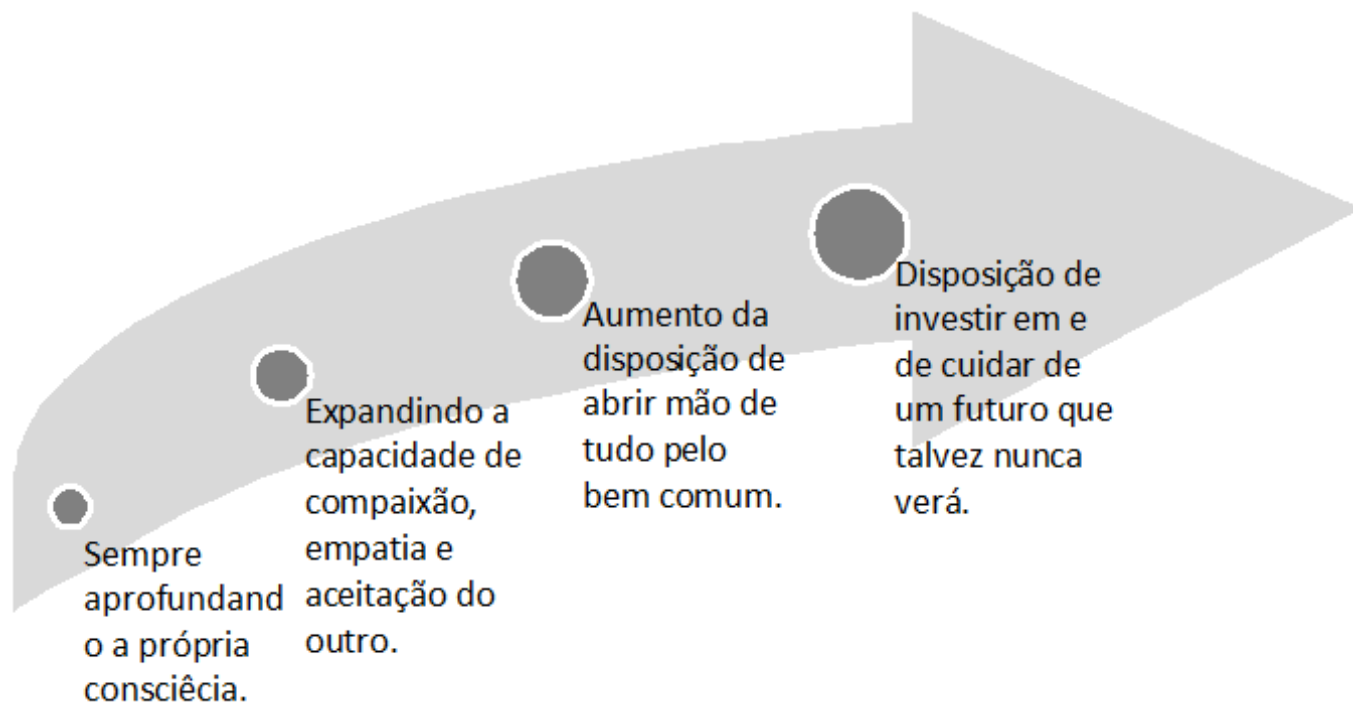 Sempre
aprofundand
o a própria
consciêcia.
Expandindo a
capacidade de
compaixão,
empatia e
aceitação do
outro.
Aumento da
disposição de
abrir mão de
tudo pelo
bem comum.
Disposição de
investir em e
de cuidar de
um futuro que
talvez nunca
verá.